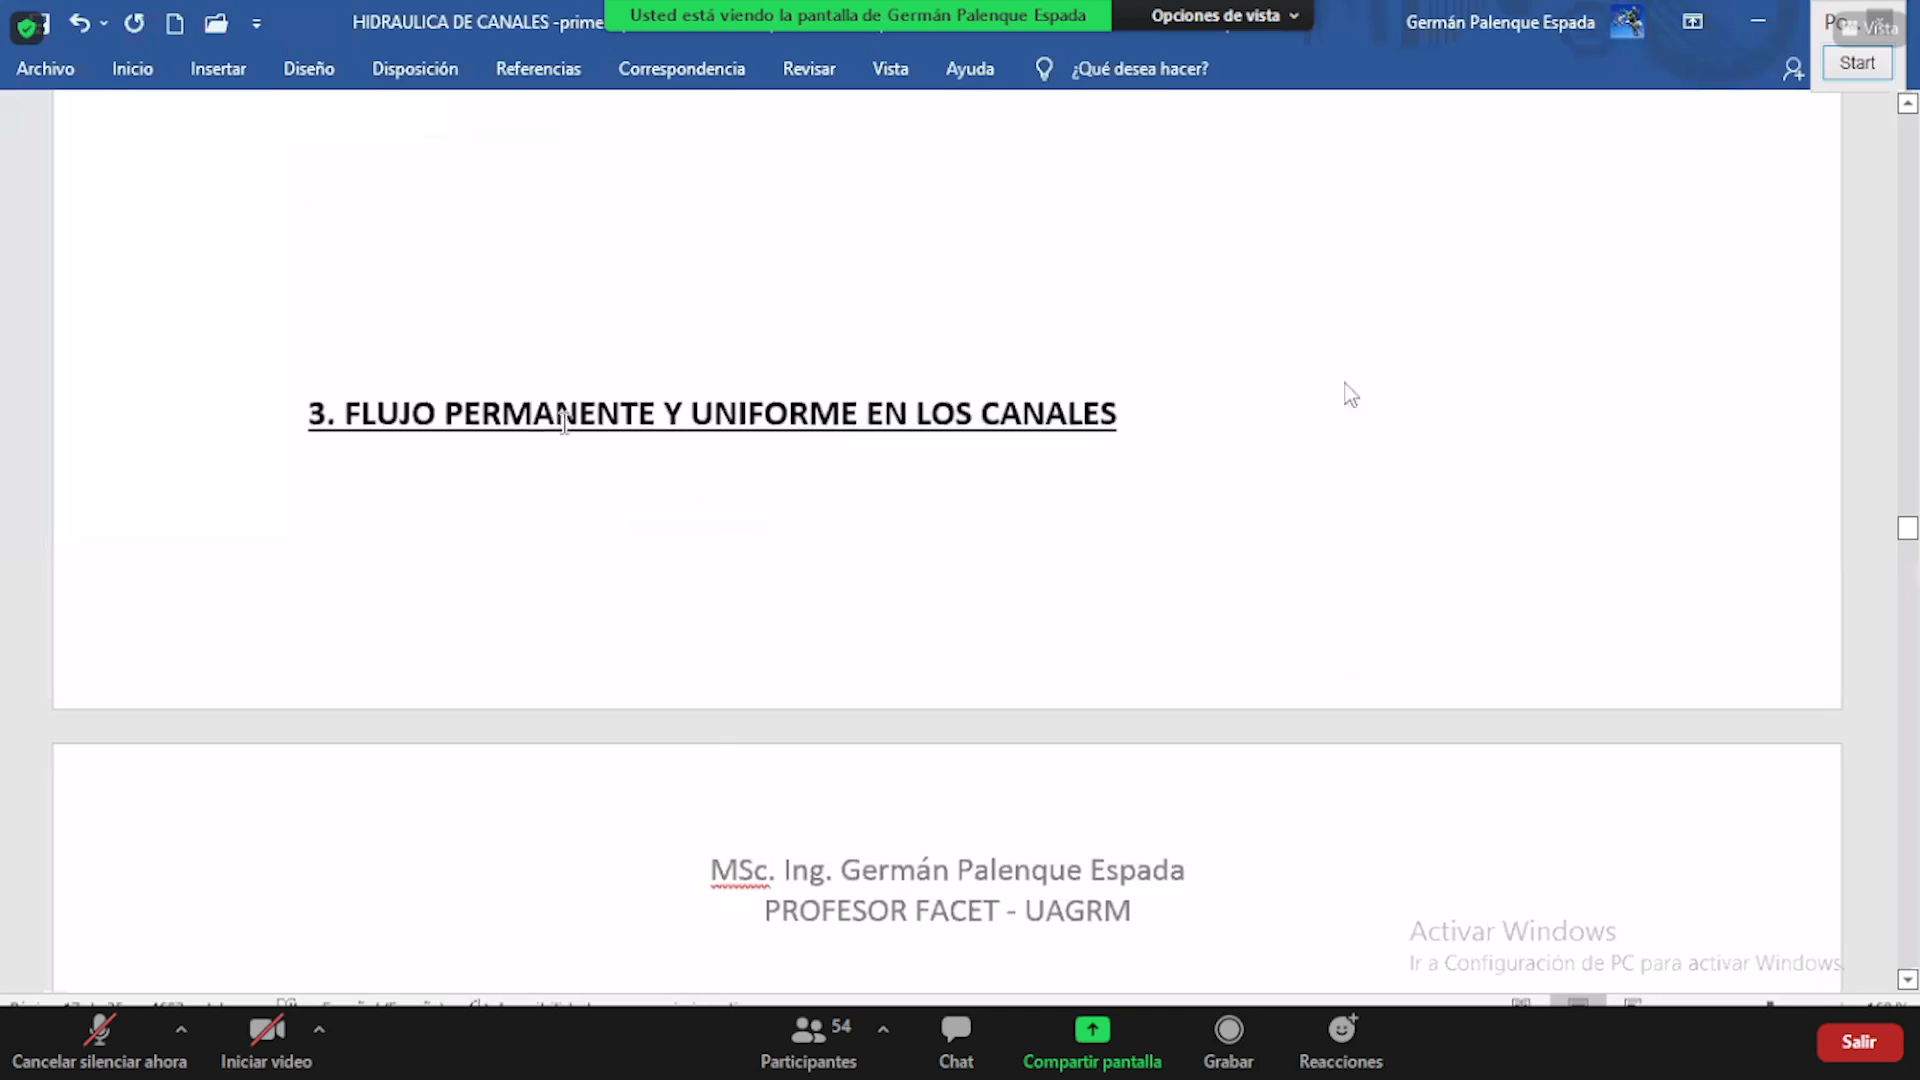 HIDRAULICA DE CANALES -prime
Usted está viendo la pantalla de Germán Palenque Espada
Opciones de vista
Germán Palenque Espada
Vista
Archivo Inicio Insertar Diseño Disposición Referencias Correspondencia Revisar Vista Ayuda ¿Qué desea hacer?
Start
3. FLUJO PERMANENTE Y UNIFORME EN LOS CANALES
MSc. Ing. Germán Palenque Espada
PROFESOR FACET - UAGRM
Activar Windows
Ir a Configuración de PC para activar Windows.
54
Cancelar silenciar ahora Iniciar video Participantes Chat Compartir pantalla Grabar Reacciones
Salir